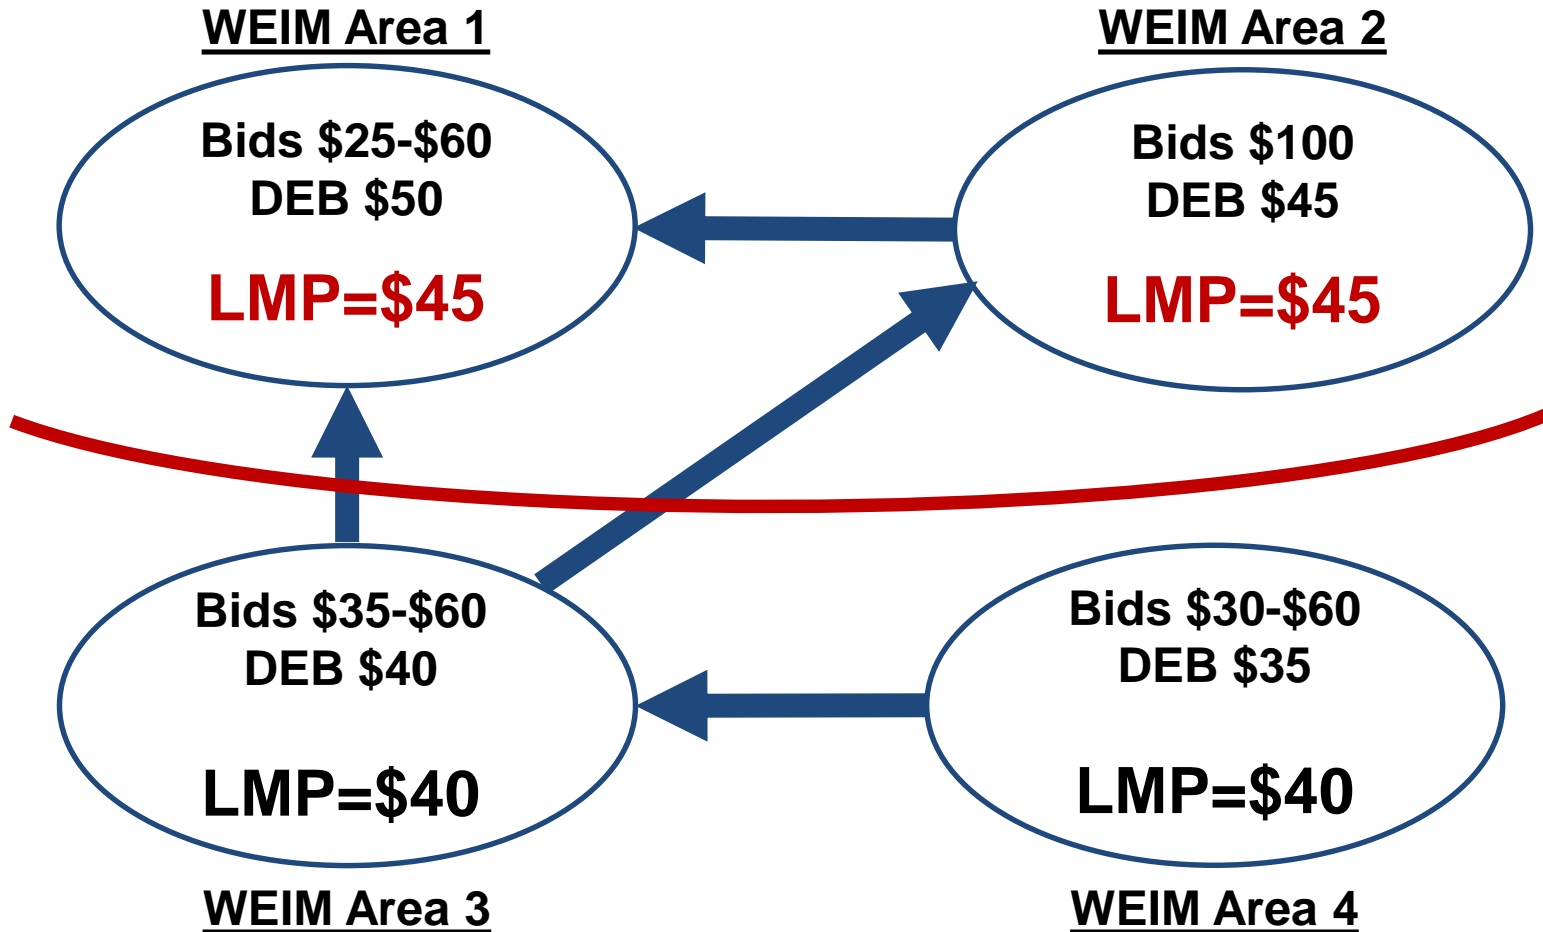 WEIM Area 1
Bids $25-$60
DEB $50
LMP=$45
WEIM Area 2
Bids $100
DEB $45
LMP=$45
Bids $35-$60
DEB $40
LMP=$40
WEIM Area 3
Bids $30-$60
DEB $35
LMP=$40
WEIM Area 4